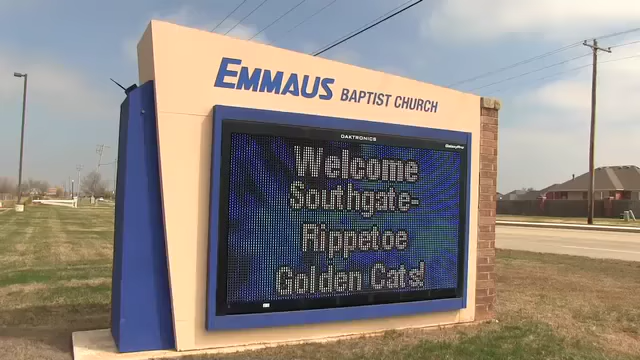 EMMAUS BAPTIST CHURCH
DAKTRONICS
Welcome
Southgate-
Rippetoe
Golden Cats!